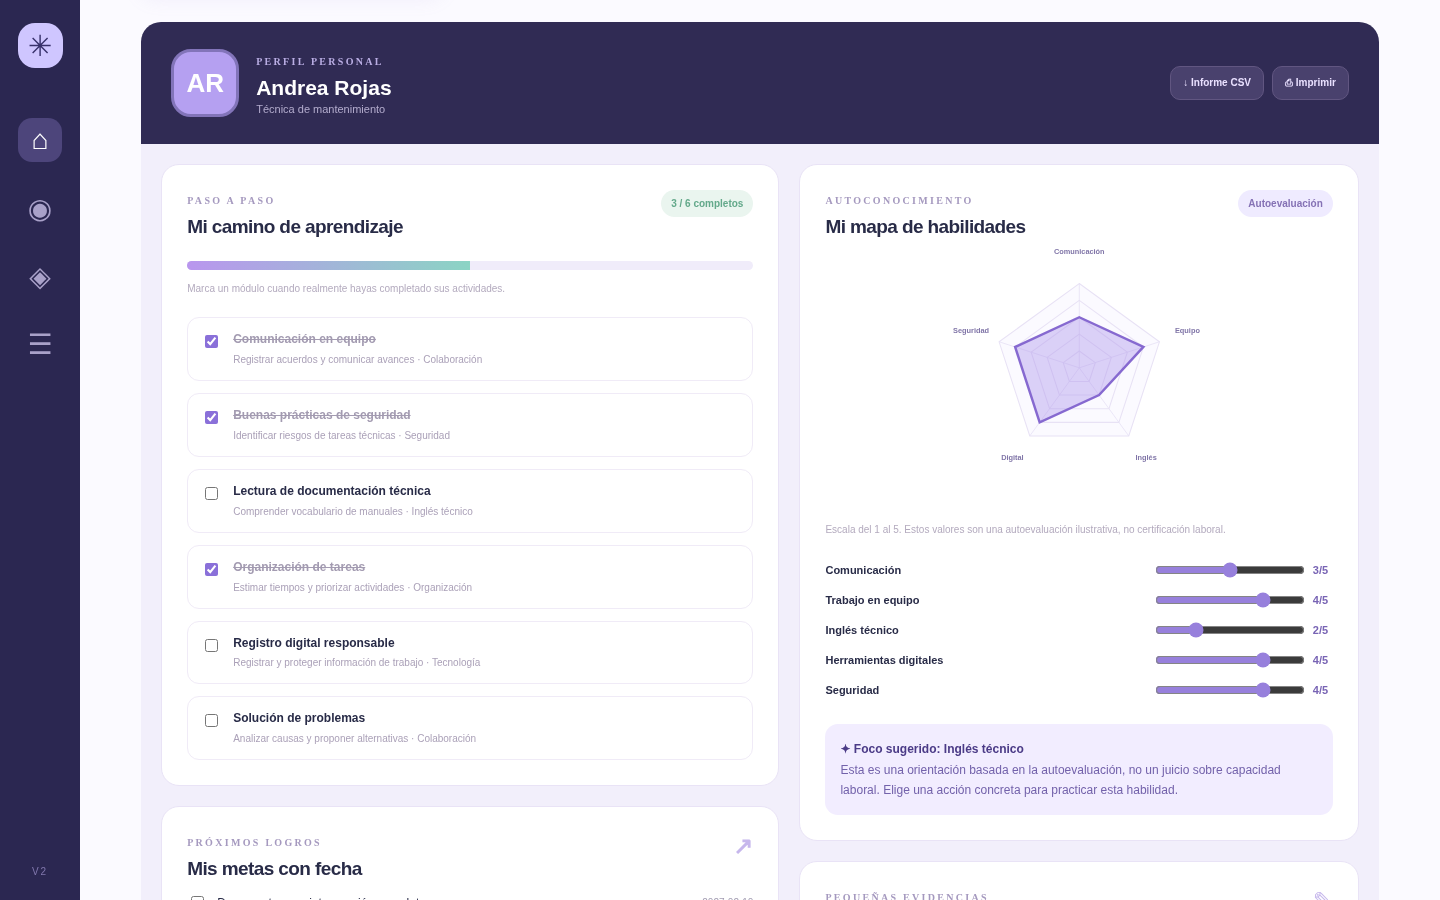 PERFIL PERSONAL
AR
Andrea Rojas
Técnica de mantenimiento
↓ Informe CSV
⎙ Imprimir
PASO A PASO
3 / 6 completos
Mi camino de aprendizaje
Marca un módulo cuando realmente hayas completado sus actividades.
Comunicación en equipo
Registrar acuerdos y comunicar avances · Colaboración
Buenas prácticas de seguridad
Identificar riesgos de tareas técnicas · Seguridad
Lectura de documentación técnica
Comprender vocabulario de manuales · Inglés técnico
Organización de tareas
Estimar tiempos y priorizar actividades · Organización
Registro digital responsable
Registrar y proteger información de trabajo · Tecnología
Solución de problemas
Analizar causas y proponer alternativas · Colaboración
PRÓXIMOS LOGROS
Mis metas con fecha
AUTOCONOCIMIENTO
Autoevaluación
Mi mapa de habilidades
Comunicación
Seguridad
Equipo
Digital
Inglés
Escala del 1 al 5. Estos valores son una autoevaluación ilustrativa, no certificación laboral.
Comunicación 3/5
Trabajo en equipo 4/5
Inglés técnico 2/5
Herramientas digitales 4/5
Seguridad 4/5
✦ Foco sugerido: Inglés técnico
Esta es una orientación basada en la autoevaluación, no un juicio sobre capacidad
laboral. Elige una acción concreta para practicar esta habilidad.
PEQUEÑAS EVIDENCIAS
V2